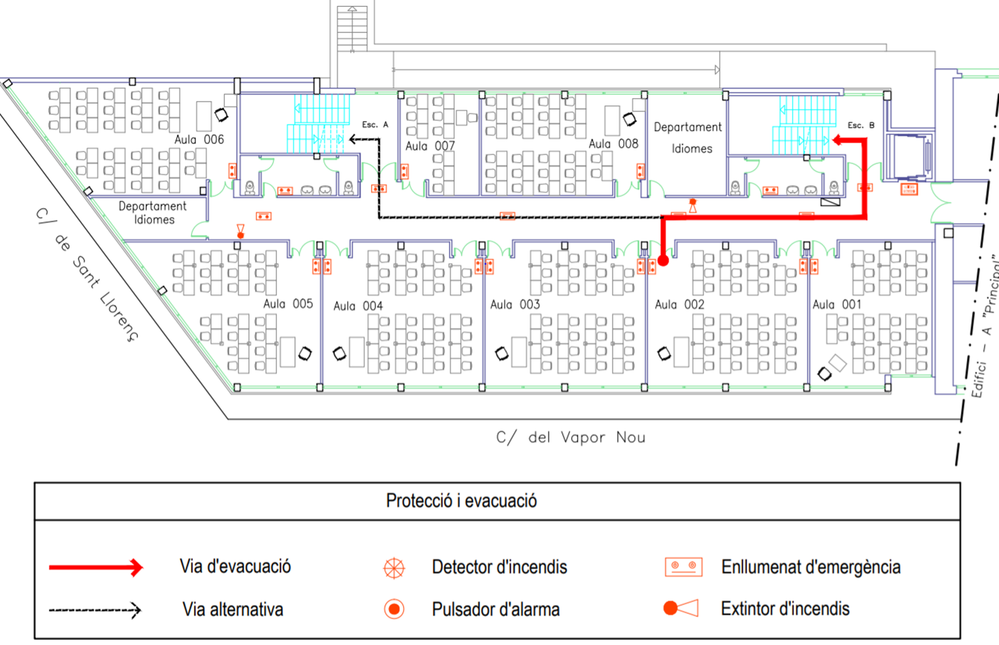 Esc. A
Esc. B
Aula 006
Aula 007
Aula 008
Departament
Idiomes
Departament
Idiomes
C/ de Sant Llorenç
Aula 005
Aula 004
Aula 003
Aula 002
Aula 001
Edifici - A "Principal"
C/ del Vapor Nou
Protecció i evacuació
Via d'evacuació
Detector d'incendis
Enllumenat d'emergència
Via alternativa
Pulsador d'alarma
Extintor d'incendis